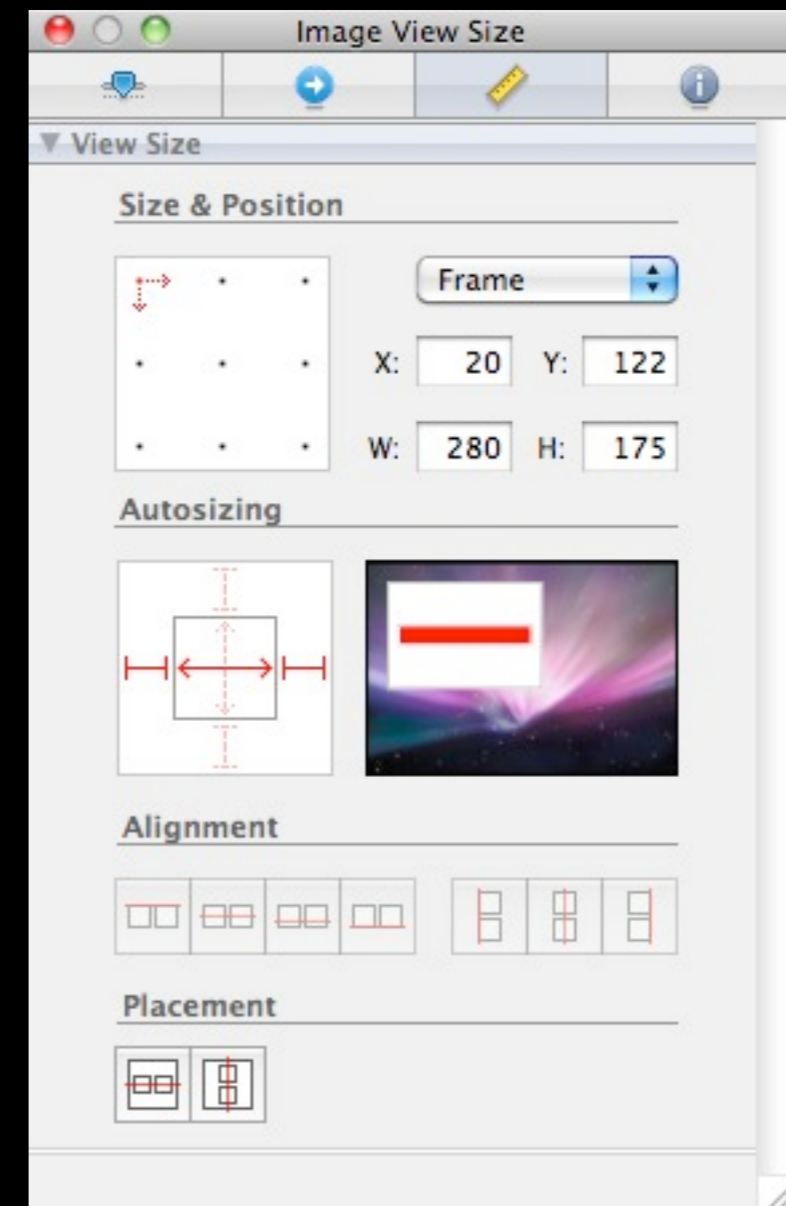 Image View Size
View Size
Size & Position
Frame
X: 20 Y: 122
W: 280 H: 175
Autosizing
Alignment
Placement